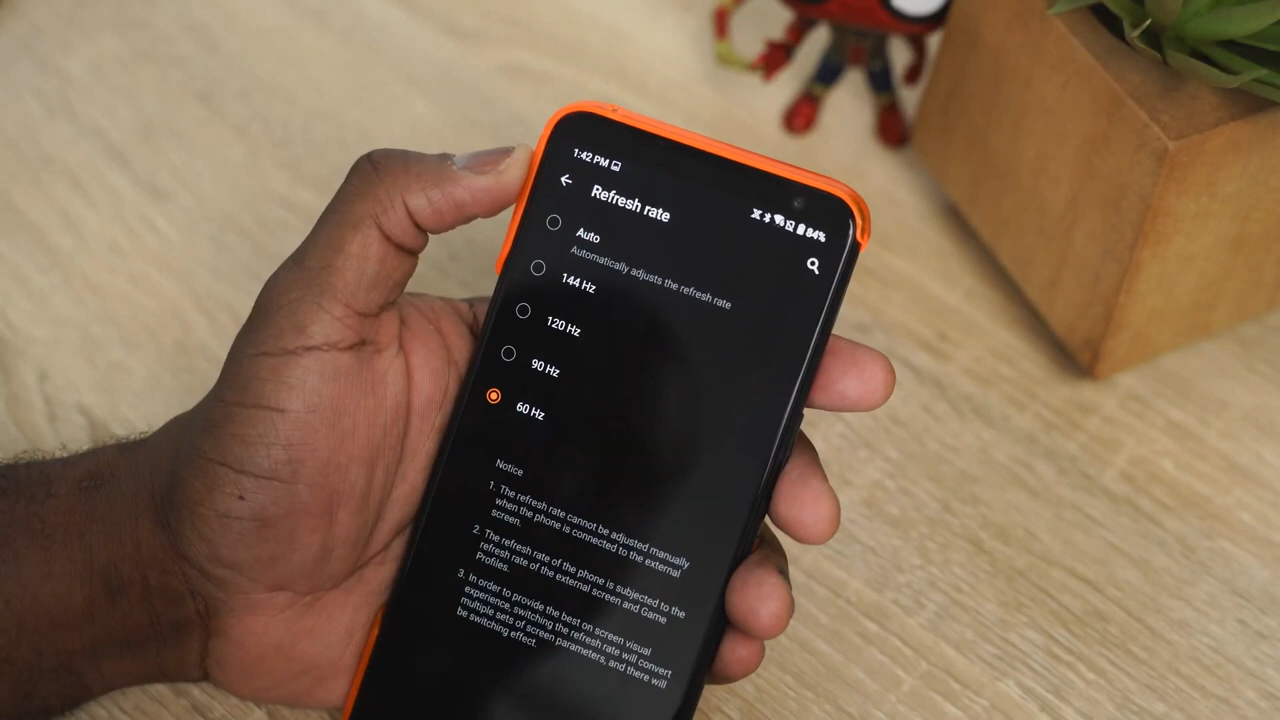 1:42 PM
84%
Refresh rate
Auto
Automatically adjusts the refresh rate
144 Hz
120 Hz
90 Hz
60 Hz
Notice
1. The refresh rate cannot be adjusted manually
when the phone is connected to the external
screen.
2. The refresh rate of the phone is subjected to the
refresh rate of the external screen and Game
Profiles.
3. In order to provide the best on screen visual
experience, switching the refresh rate will convert
multiple sets of screen parameters, and there will
be switching effect.